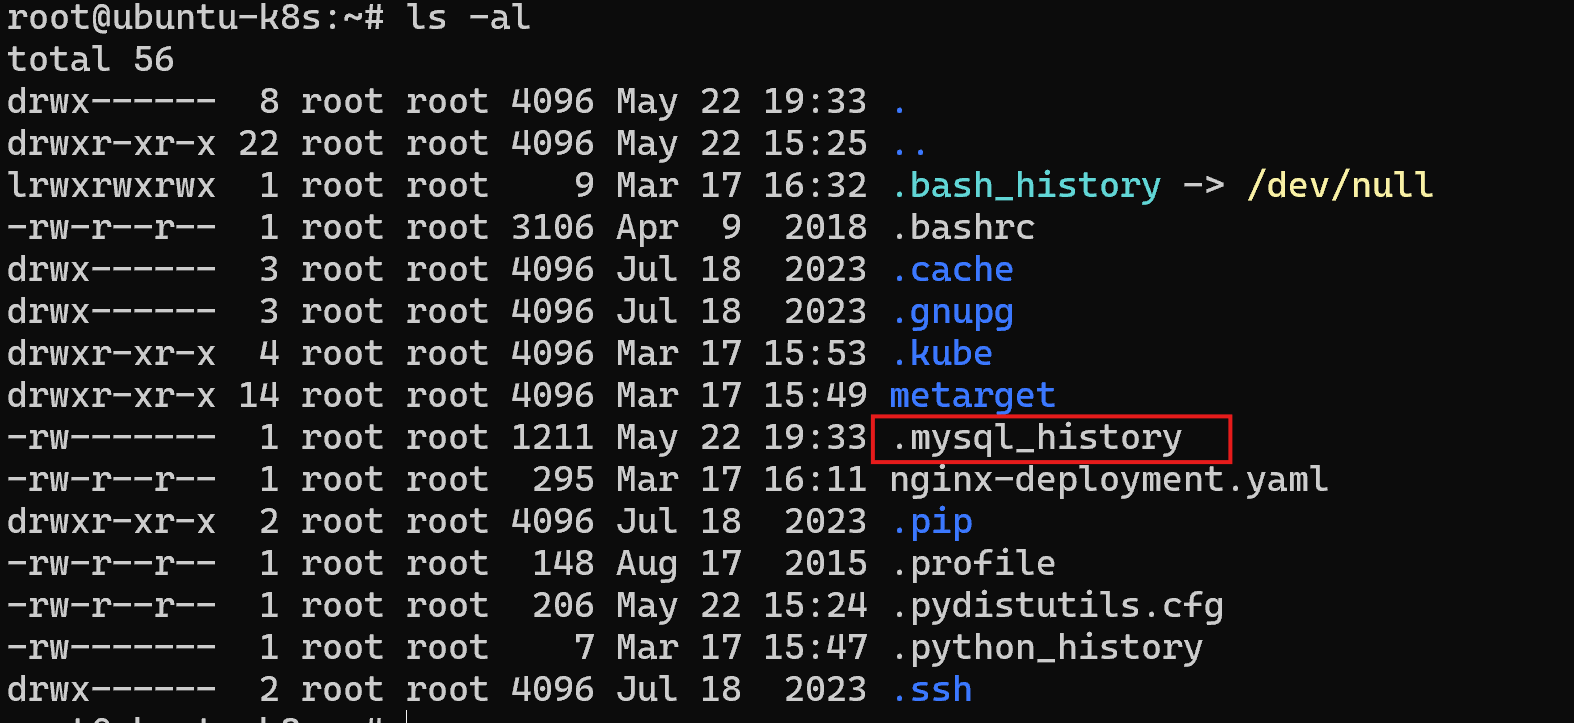 root@ubuntu-k8s:~# ls -al
total 56
drwx------  8 root root 4096 May 22 19:33 .
drwxr-xr-x 22 root root 4096 May 22 15:25 ..
lrwxrwxrwx  1 root root    9 Mar 17 16:32 .bash_history -> /dev/null
-rw-r--r--  1 root root 3106 Apr  9  2018 .bashrc
drwx------  3 root root 4096 Jul 18  2023 .cache
drwx------  3 root root 4096 Jul 18  2023 .gnupg
drwxr-xr-x  4 root root 4096 Mar 17 15:53 .kube
drwxr-xr-x 14 root root 4096 Mar 17 15:49 metarget
-rw-------  1 root root 1211 May 22 19:33 .mysql_history
-rw-r--r--  1 root root  295 Mar 17 16:11 nginx-deployment.yaml
drwxr-xr-x  2 root root 4096 Jul 18  2023 .pip
-rw-r--r--  1 root root  148 Aug 17  2015 .profile
-rw-r--r--  1 root root  206 May 22 15:24 .pydistutils.cfg
-rw-------  1 root root    7 Mar 17 15:47 .python_history
drwx------  2 root root 4096 Jul 18  2023 .ssh